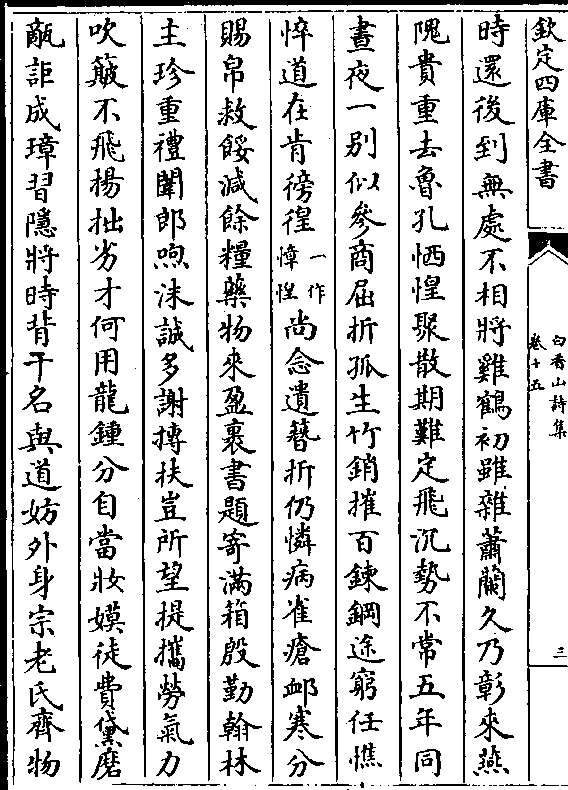 欽定四庫全書
白香山詩集
卷十五
三
時還後到無處不相將雞鶴初雖雜蕭蘭久乃彰來燕
隗貴重去魯孔恓惶聚散期難定飛沉勢不常五年同
晝夜一別似參商屈折孤生竹銷摧百鍊鋼途窮任憔
悴道在肯徬徨一作慞惶尚念遺簪折仍憐病雀瘡卹寒分
賜帛救餒減餘糧藥物來盈裹書題寄滿箱殷勤翰林
主珍重禮闈郎喣沫誠多謝摶扶豈所望提攜勞氣力
吹簸不飛揚拙劣才何用龍鍾分自當妝嫫徒費黛磨
甋詎成璋習隱將時背干名與道妨外身宗老氏齊物